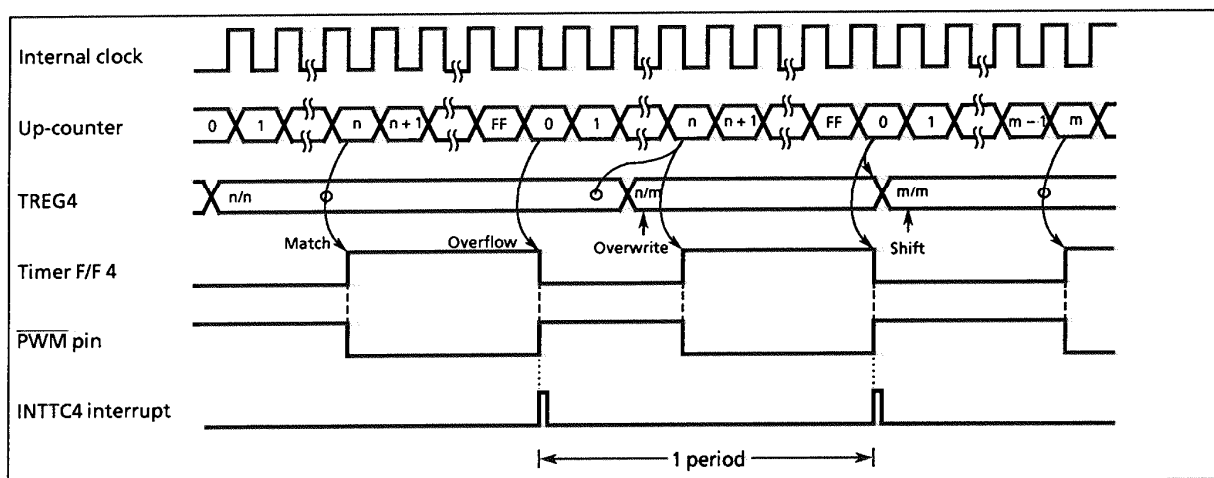 Internal clock
Up-counter 0 1 n n+1 FF 0 1 n n+1 FF 0 1 m-1 m
TREG4 n/n n/m m/m
Match Overflow Overwrite Shift
Timer F/F 4
PWM pin
INTTC4 interrupt
1 period